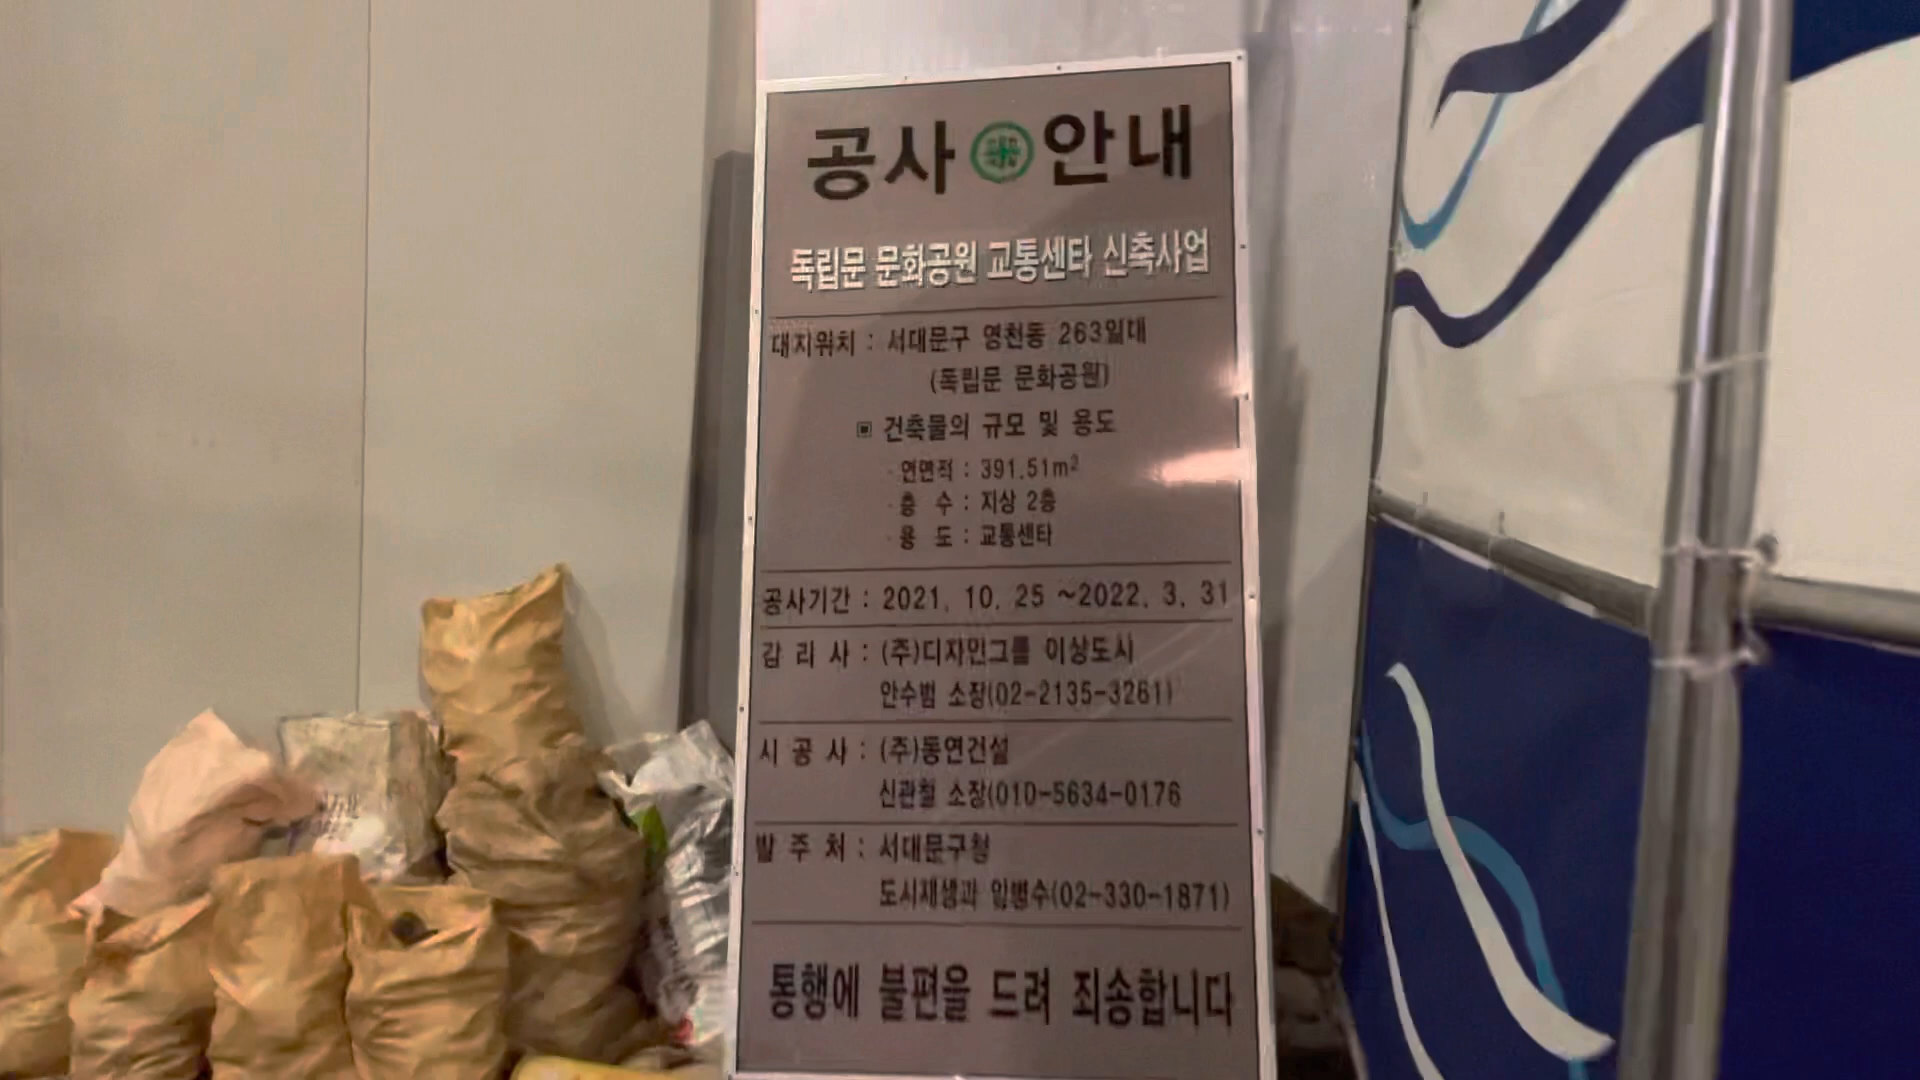 공사 안내
독립문 문화공원 교통센타 신축사업
대지위치 : 서대문구 영천동 263일대
(독립문 문화공원)
▣ 건축물의 규모 및 용도
· 연면적 : 391.51m²
· 층 수 : 지상 2층
· 용 도 : 교통센타
공사기간 : 2021. 10. 25 ~2022. 3. 31
감 리 사 : (주)디자인그룹 이상도시
안수범 소장(02-2135-3261)
시 공 사 : (주)동연건설
신관철 소장(010-5634-0176
발 주 처 : 서대문구청
도시재생과 임병수(02-330-1871)
통행에 불편을 드려 죄송합니다